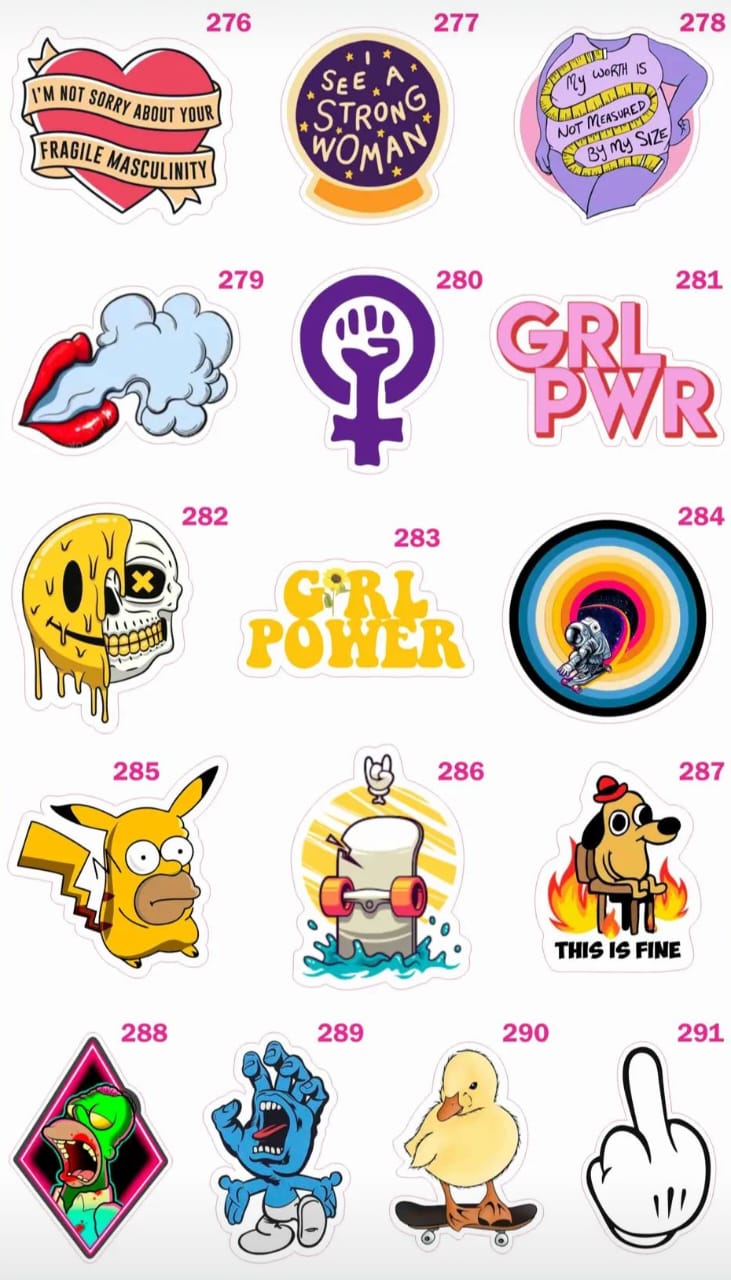 276
277
278
I'M NOT SORRY ABOUT YOUR
FRAGILE MASCULINITY
I
SEE A
STRONG
WOMAN
My WORTH IS
NOT MEASURED
By My SIZE
279
280
281
GRL
PWR
282
283
284
GIRL
POWER
285
286
287
THIS IS FINE
288
289
290
291